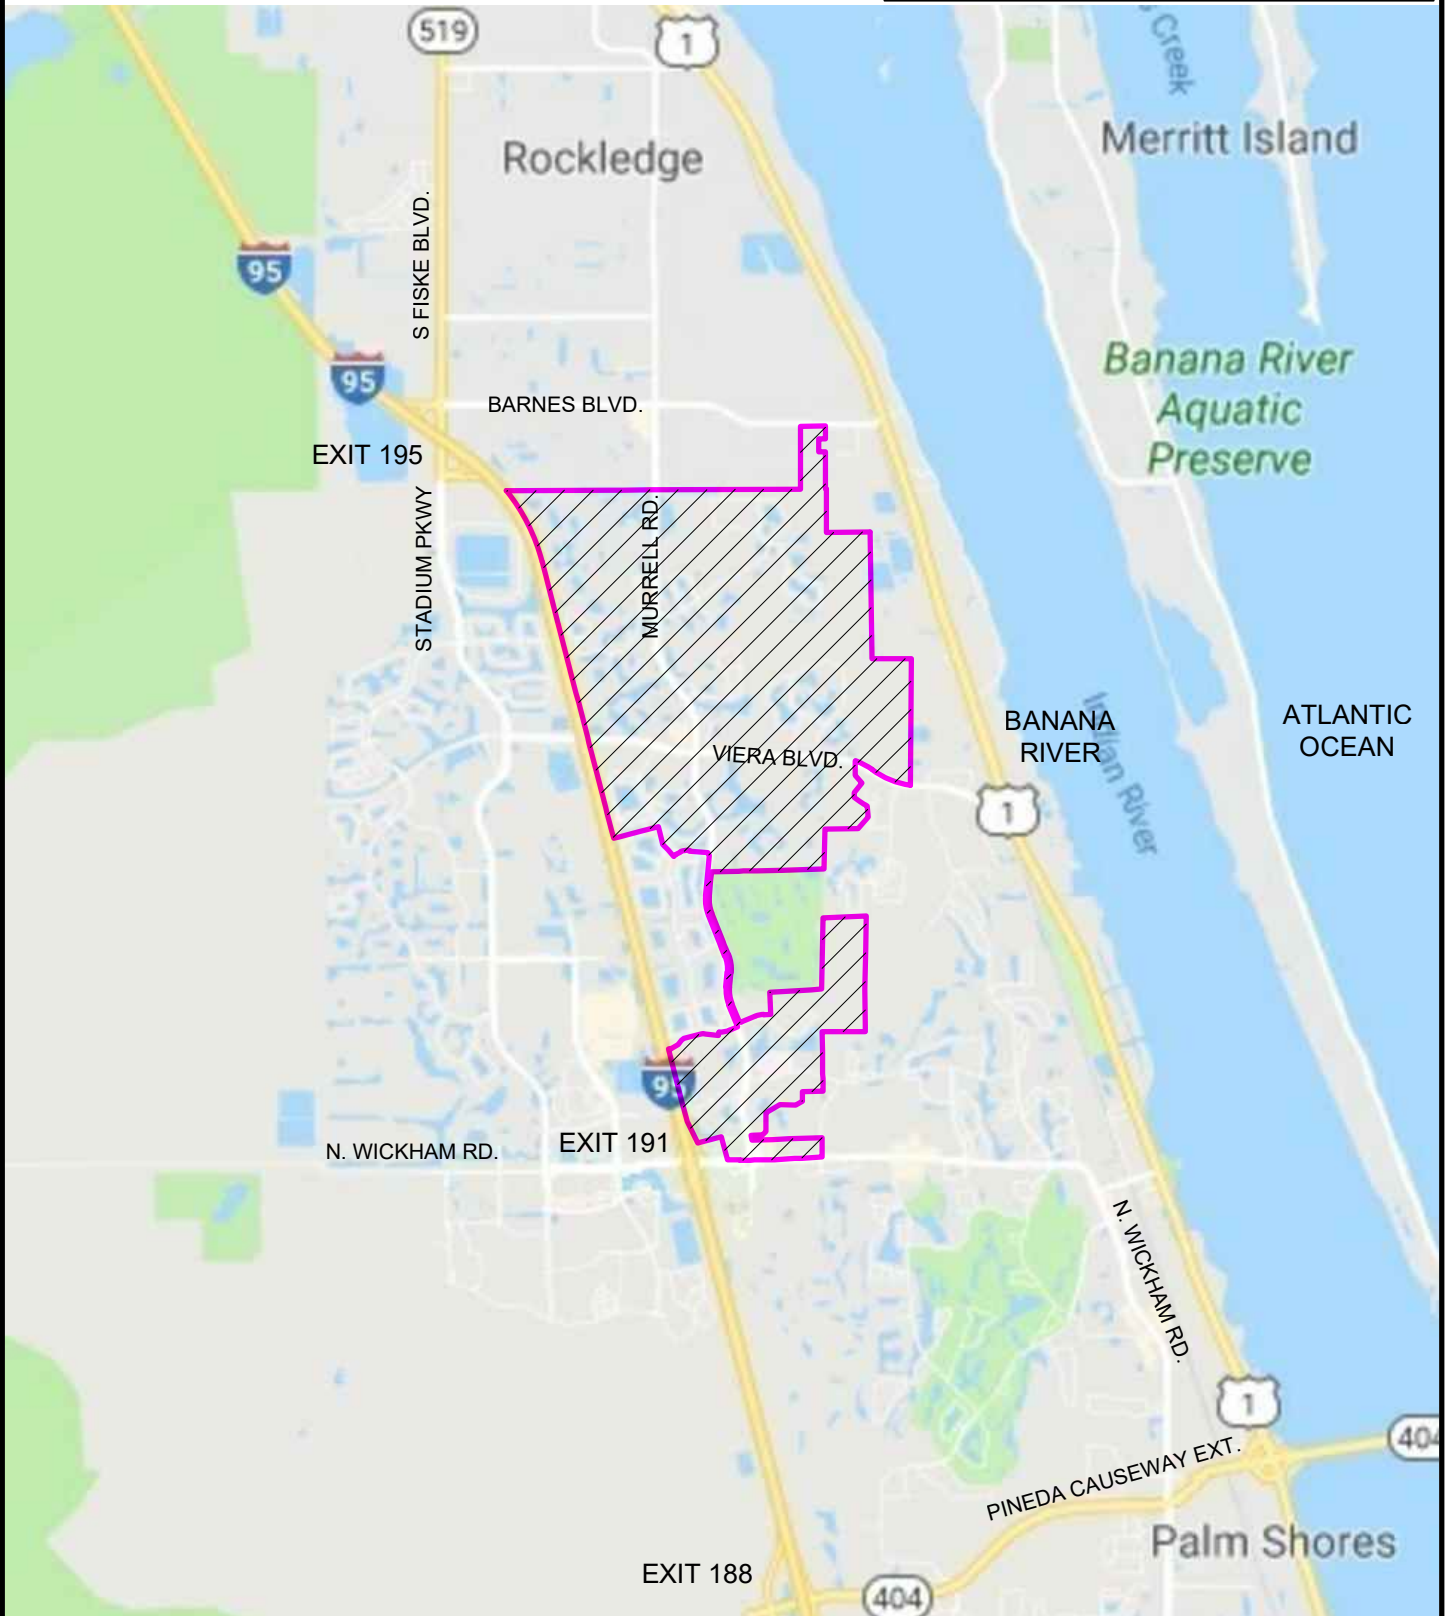 519
1
Creek
Merritt Island
Rockledge
S FISKE BLVD.
95
Banana River
Aquatic
Preserve
95
BARNES BLVD.
EXIT 195
STADIUM PKWY
MURRELL RD.
BANANA
RIVER
Indian River
ATLANTIC
OCEAN
VIERA BLVD.
1
EXIT 191
N. WICKHAM RD.
N. WICKHAM RD.
1
404
PINEDA CAUSEWAY EXT.
Palm Shores
EXIT 188
404